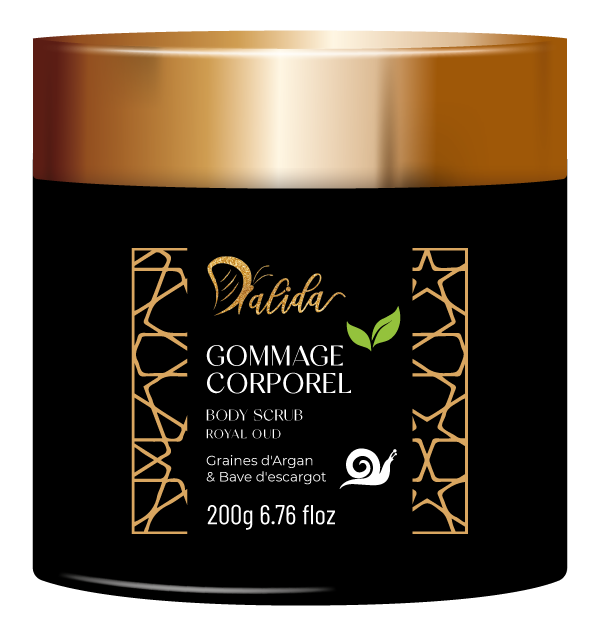 Dalida
GOMMAGE
CORPOREL
BODY SCRUB
ROYAL OUD
Graines d'Argan
& Bave d'escargot
200g 6.76 floz